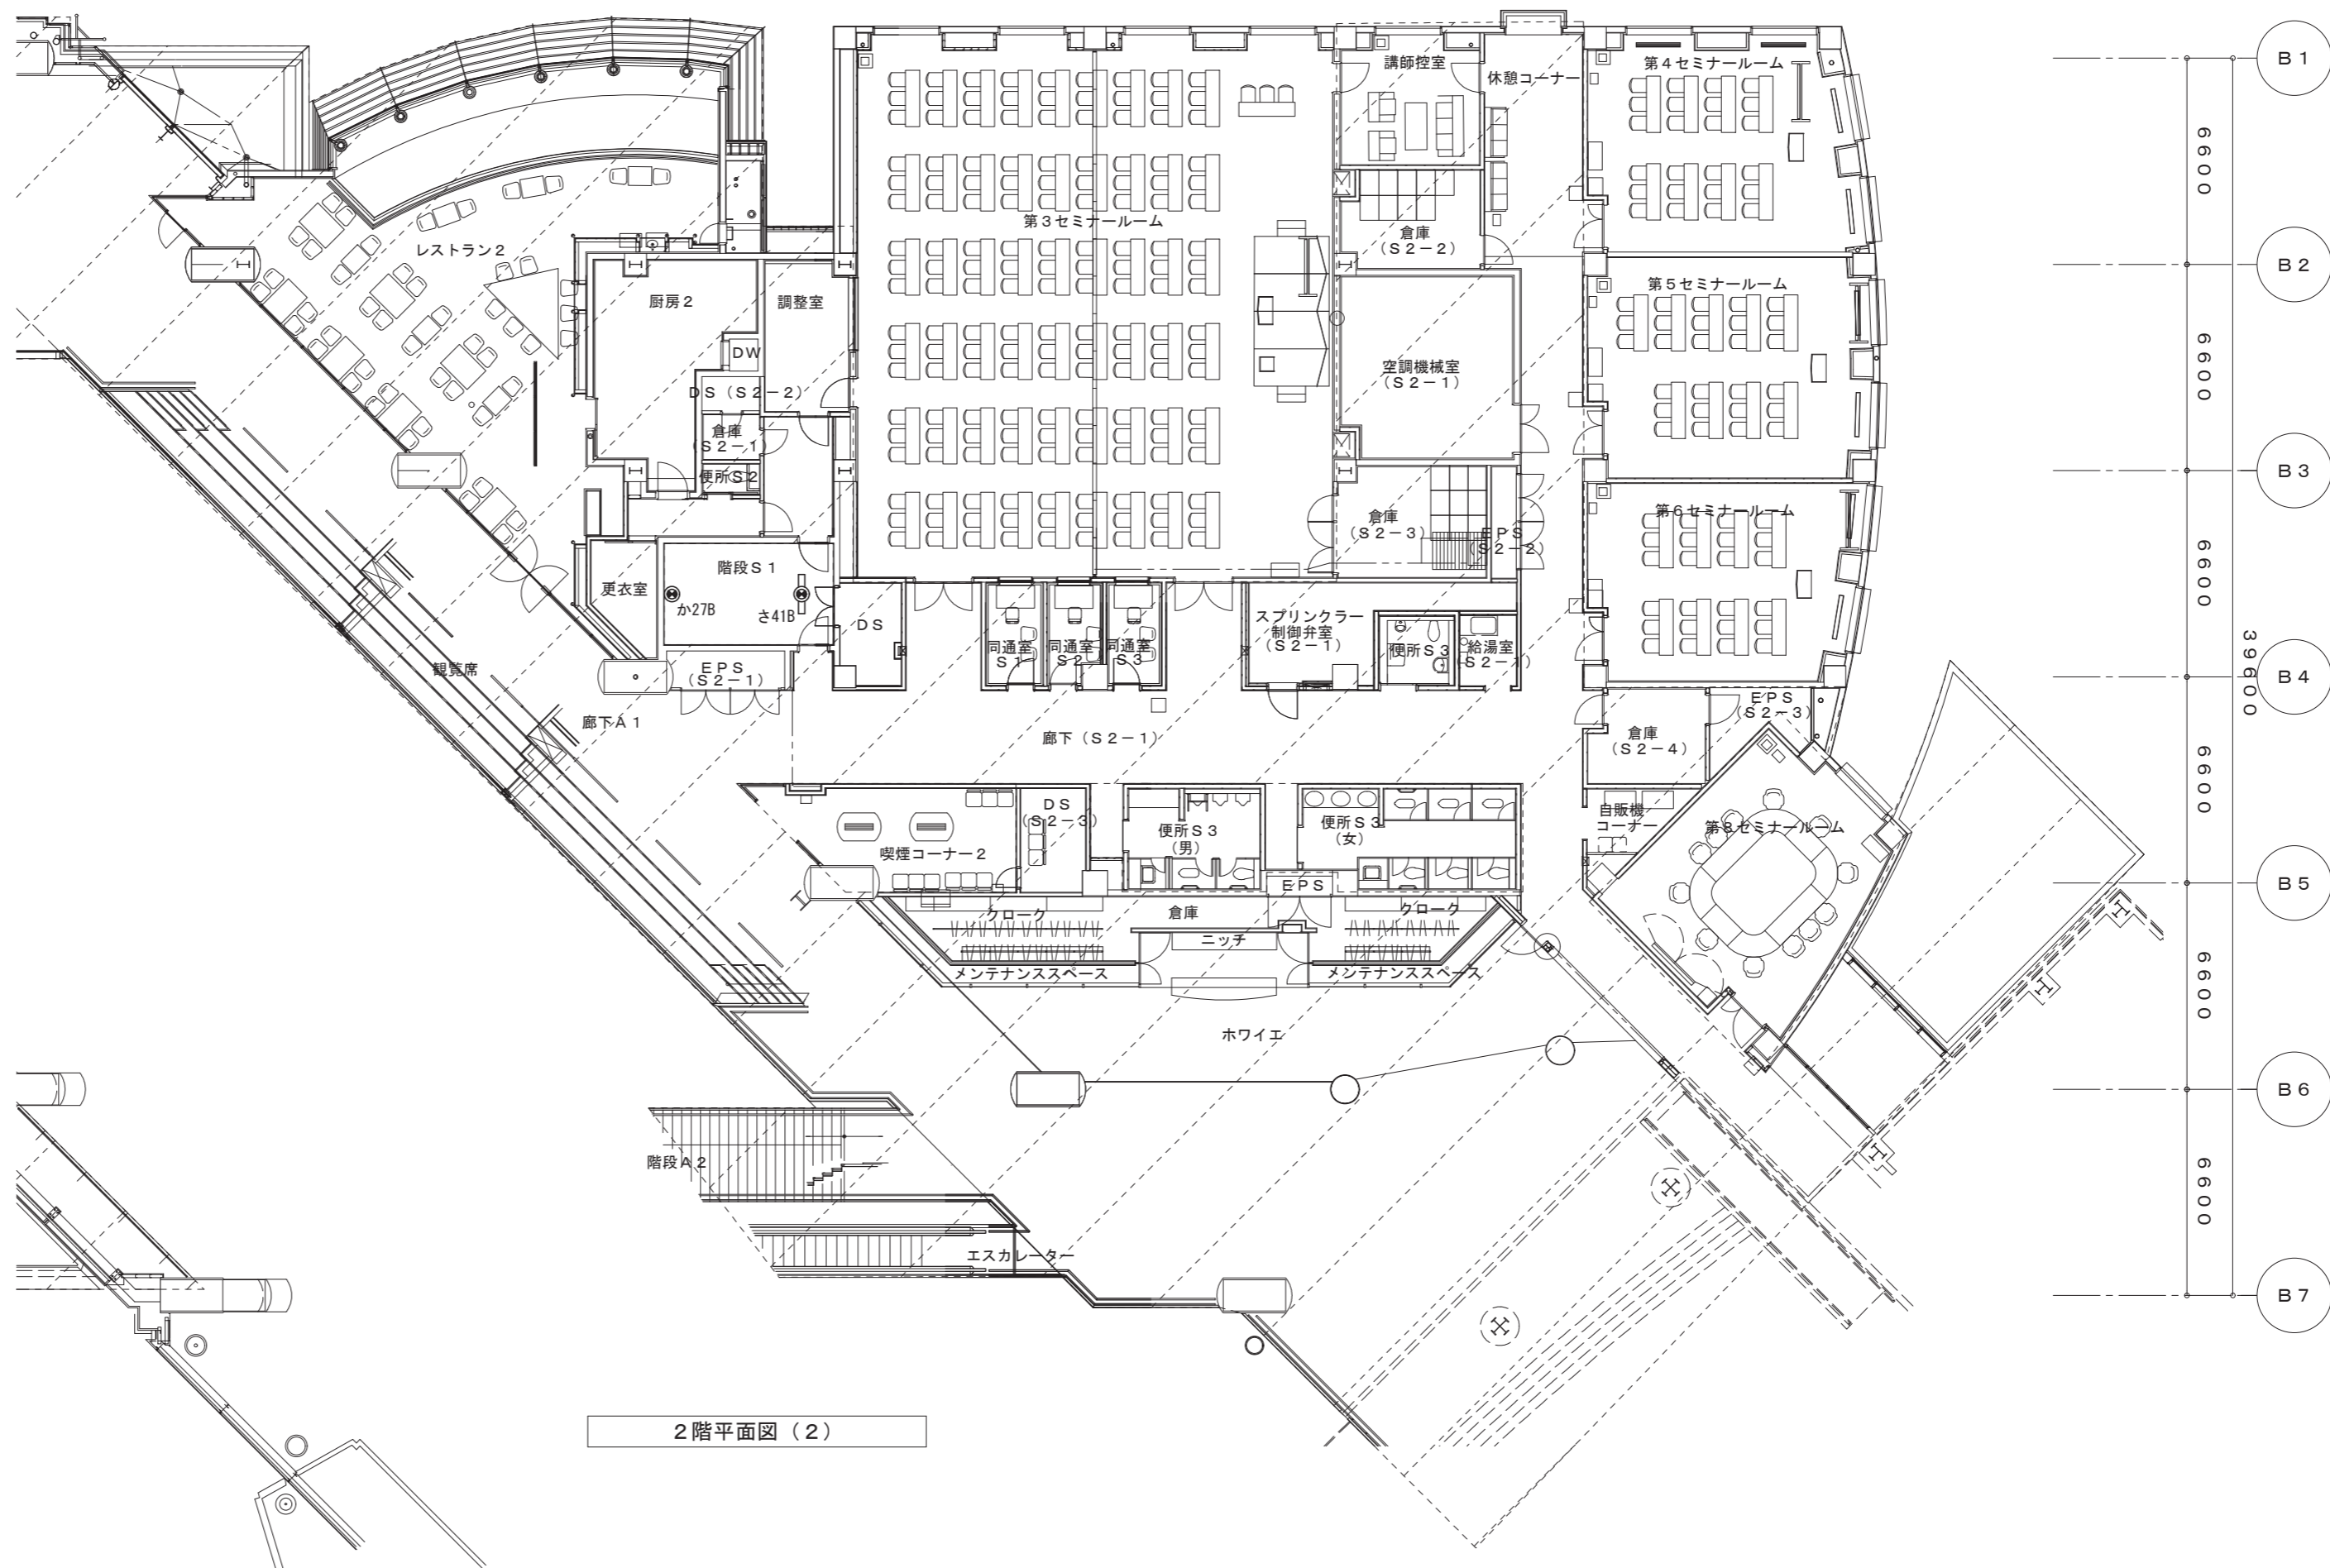 B1
第4セミナールーム
講師控室
休憩コーナー
6600
第3セミナールーム
倉庫
(S2-2)
レストラン2
B2
第5セミナールーム
厨房2
調整室
DW
6600
空調機械室
(S2-1)
DS(S2-2)
倉庫
(S2-1)
B3
便所S2
第6セミナールーム
倉庫
(S2-3)
EPS
(S2-2)
6600
階段S1
更衣室
か27B
さ41B
DS
スプリンクラー
制御弁室
(S2-1)
同通室
S1
同通室
S2
同通室
S3
便所S3
給湯室
(S2-1)
39600
観覧席
EPS
(S2-1)
B4
EPS
(S2-3)
廊下A1
廊下(S2-1)
倉庫
(S2-4)
6600
DS
(S2-3)
自販機
コーナー
便所S3
(男)
便所S3
(女)
第8セミナールーム
喫煙コーナー2
EPS
B5
クローク
倉庫
クローク
ニッチ
メンテナンススペース
メンテナンススペース
6600
ホワイエ
B6
階段A2
6600
エスカレーター
B7
2階平面図(2)